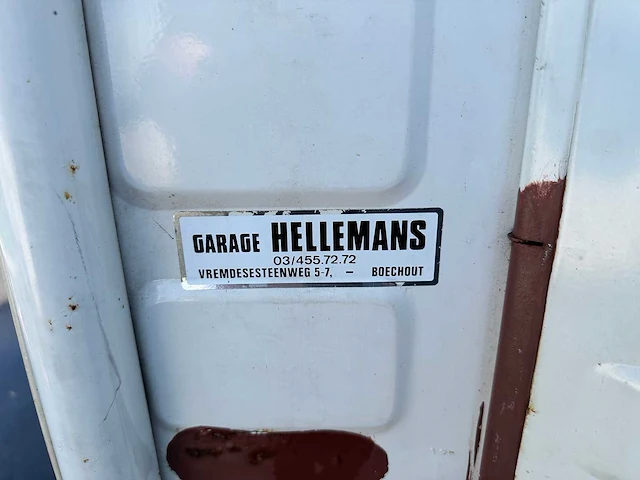 GARAGE HELLEMANS
03/455.72.72
VREMDESESTEENWEG 5-7, — BOECHOUT